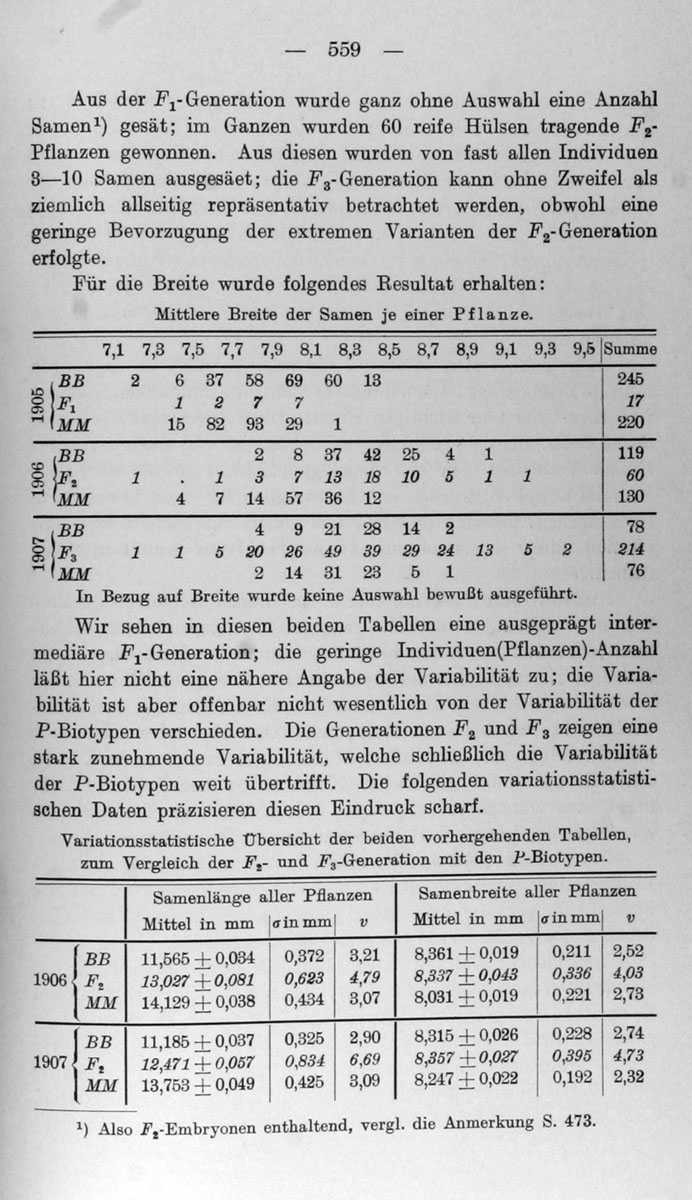 — 559 —
Aus der F₁-Generation wurde ganz ohne Auswahl eine Anzahl
Samen¹) gesät; im Ganzen wurden 60 reife Hülsen tragende F₂-
Pflanzen gewonnen. Aus diesen wurden von fast allen Individuen
3—10 Samen ausgesäet; die F₃-Generation kann ohne Zweifel als
ziemlich allseitig repräsentativ betrachtet werden, obwohl eine
geringe Bevorzugung der extremen Varianten der F₂-Generation
erfolgte.
Für die Breite wurde folgendes Resultat erhalten:
Mittlere Breite der Samen je einer Pflanze.
7,1 7,3 7,5 7,7 7,9 8,1 8,3 8,5 8,7 8,9 9,1 9,3 9,5 Summe
1905
BB 2 6 37 58 69 60 13 245
F₁ 1 2 7 7 17
MM 15 82 93 29 1 220
1906
BB 2 8 37 42 25 4 1 119
F₂ 1 . 1 3 7 13 18 10 5 1 1 60
MM 4 7 14 57 36 12 130
1907
BB 4 9 21 28 14 2 78
F₃ 1 1 5 20 26 49 39 29 24 13 5 2 214
MM 2 14 31 23 5 1 76
In Bezug auf Breite wurde keine Auswahl bewußt ausgeführt.
Wir sehen in diesen beiden Tabellen eine ausgeprägt inter-
mediäre F₁-Generation; die geringe Individuen(Pflanzen)-Anzahl
läßt hier nicht eine nähere Angabe der Variabilität zu; die Varia-
bilität ist aber offenbar nicht wesentlich von der Variabilität der
P-Biotypen verschieden. Die Generationen F₂ und F₃ zeigen eine
stark zunehmende Variabilität, welche schließlich die Variabilität
der P-Biotypen weit übertrifft. Die folgenden variationsstatisti-
schen Daten präzisieren diesen Eindruck scharf.
Variationsstatistische Übersicht der beiden vorhergehenden Tabellen,
zum Vergleich der F₂- und F₃-Generation mit den P-Biotypen.
Samenlänge aller Pflanzen Samenbreite aller Pflanzen
Mittel in mm σ in mm v Mittel in mm σ in mm v
1906
BB 11,565 ± 0,034 0,372 3,21 8,361 ± 0,019 0,211 2,52
F₂ 13,027 ± 0,081 0,623 4,79 8,337 ± 0,043 0,336 4,03
MM 14,129 ± 0,038 0,434 3,07 8,031 ± 0,019 0,221 2,73
1907
BB 11,185 ± 0,037 0,325 2,90 8,315 ± 0,026 0,228 2,74
F₂ 12,471 ± 0,057 0,834 6,69 8,357 ± 0,027 0,395 4,73
MM 13,753 ± 0,049 0,425 3,09 8,247 ± 0,022 0,192 2,32
¹) Also F₂-Embryonen enthaltend, vergl. die Anmerkung S. 473.